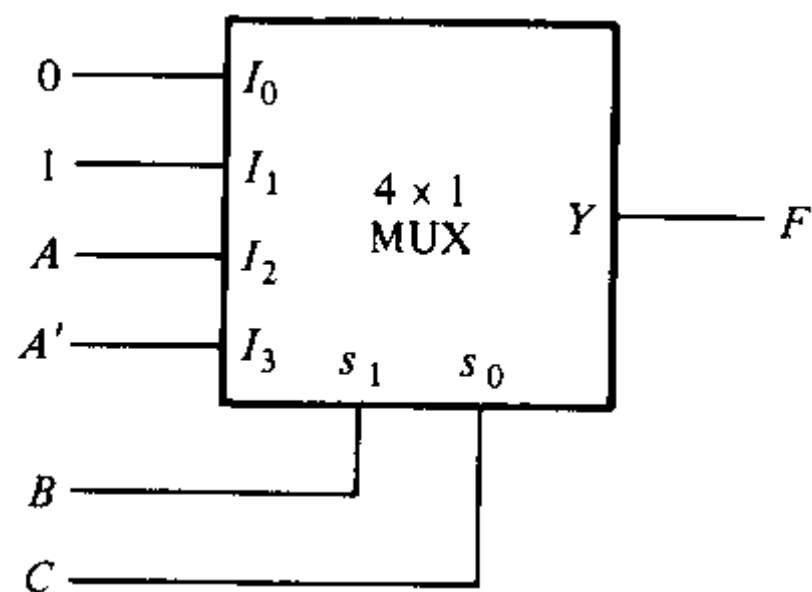 0 I₀
1 I₁
4 × 1
MUX
Y F
A I₂
A′ I₃
s₁ s₀
B
C